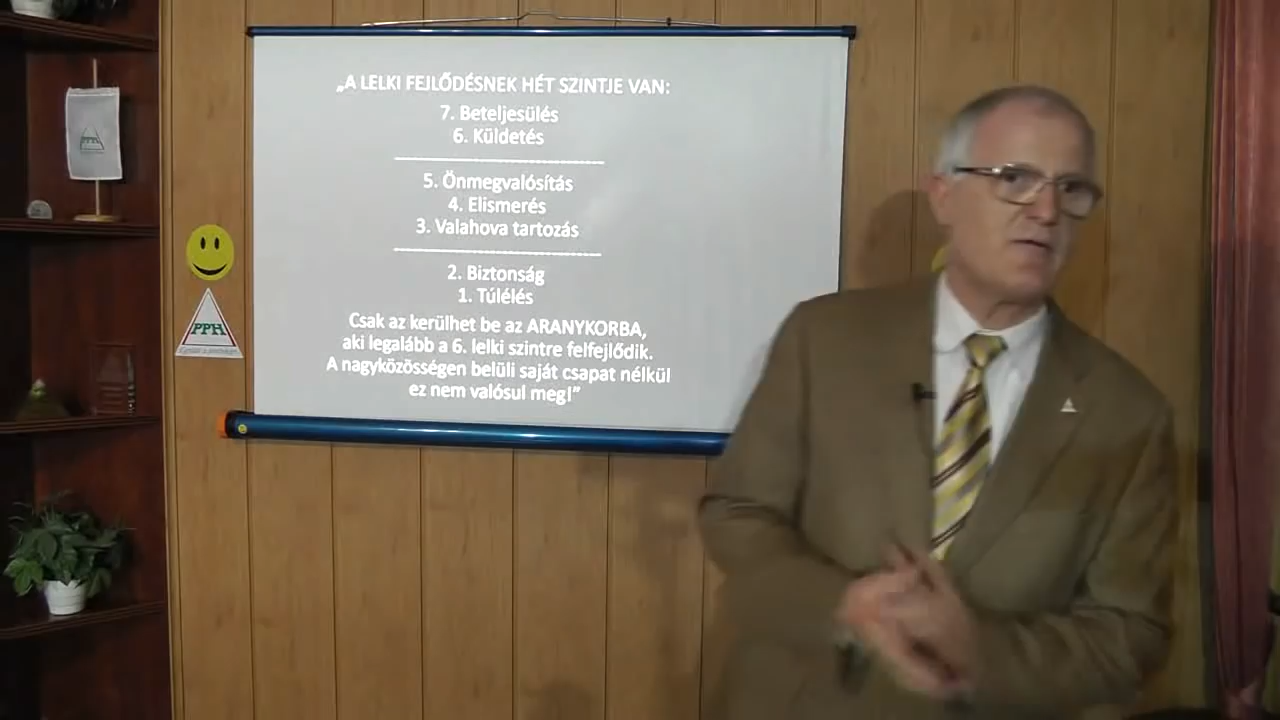 „A LELKI FEJLŐDÉSNEK HÉT SZINTJE VAN:
7. Beteljesülés
6. Küldetés
5. Önmegvalósítás
4. Elismerés
3. Valahova tartozás
2. Biztonság
1. Túlélés
Csak az kerülhet be az ARANYKORBA,
aki legalább a 6. lelki szintre felfejlődik.
A nagyközösségen belüli saját csapat nélkül
ez nem valósul meg!”
PPH
PPH